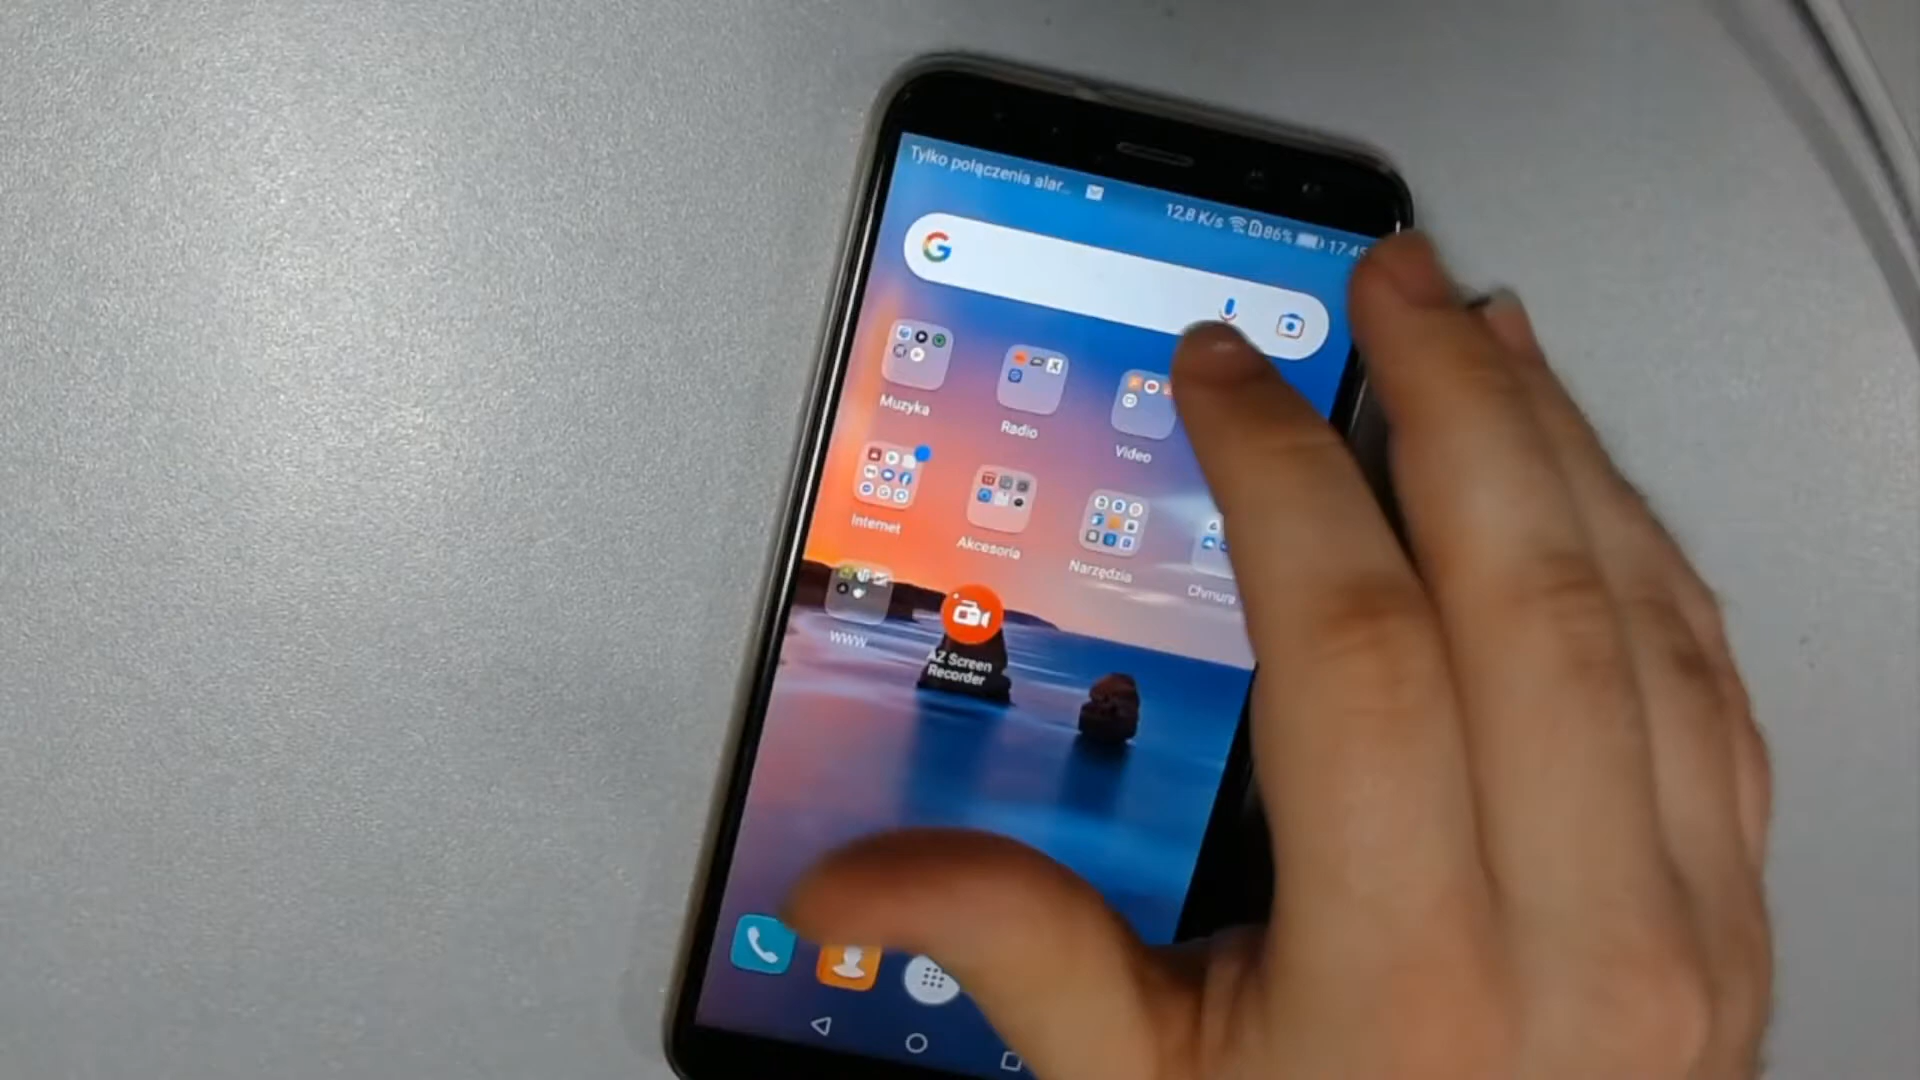 Tylko połączenia alar...
12,8 K/s 86% 17:45
G
Muzyka
Radio
Video
Internet
Akcesoria
Narzędzia
Chmura
WWW
AZ Screen
Recorder